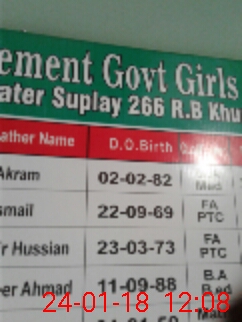 ement Govt Girls
ater Suplay 266 R.B Khu
ather Name D.O.Birth
Akram 02-02-82
smail 22-09-69 FA PTC
r Hussian 23-03-73 FA PTC
er Ahmad 11-09-88 B.A B.ed
24-01-18 12:08